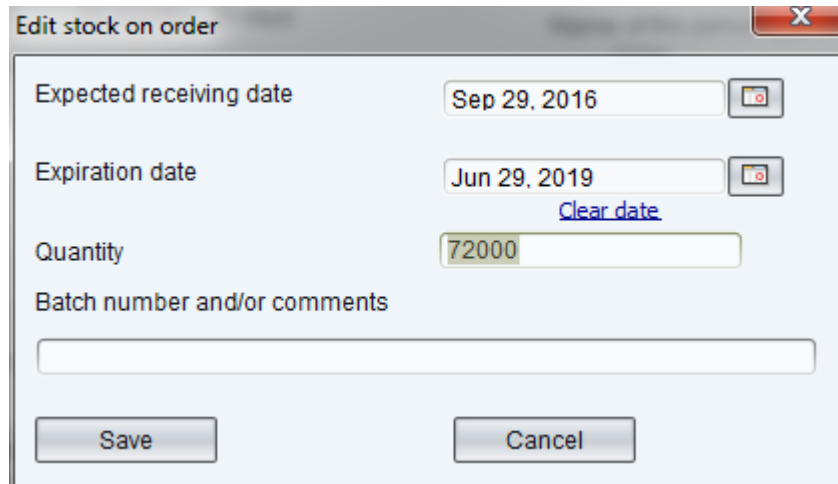 Edit stock on order
Expected receiving date Sep 29, 2016
Expiration date Jun 29, 2019
Clear date
Quantity 72000
Batch number and/or comments
Save Cancel